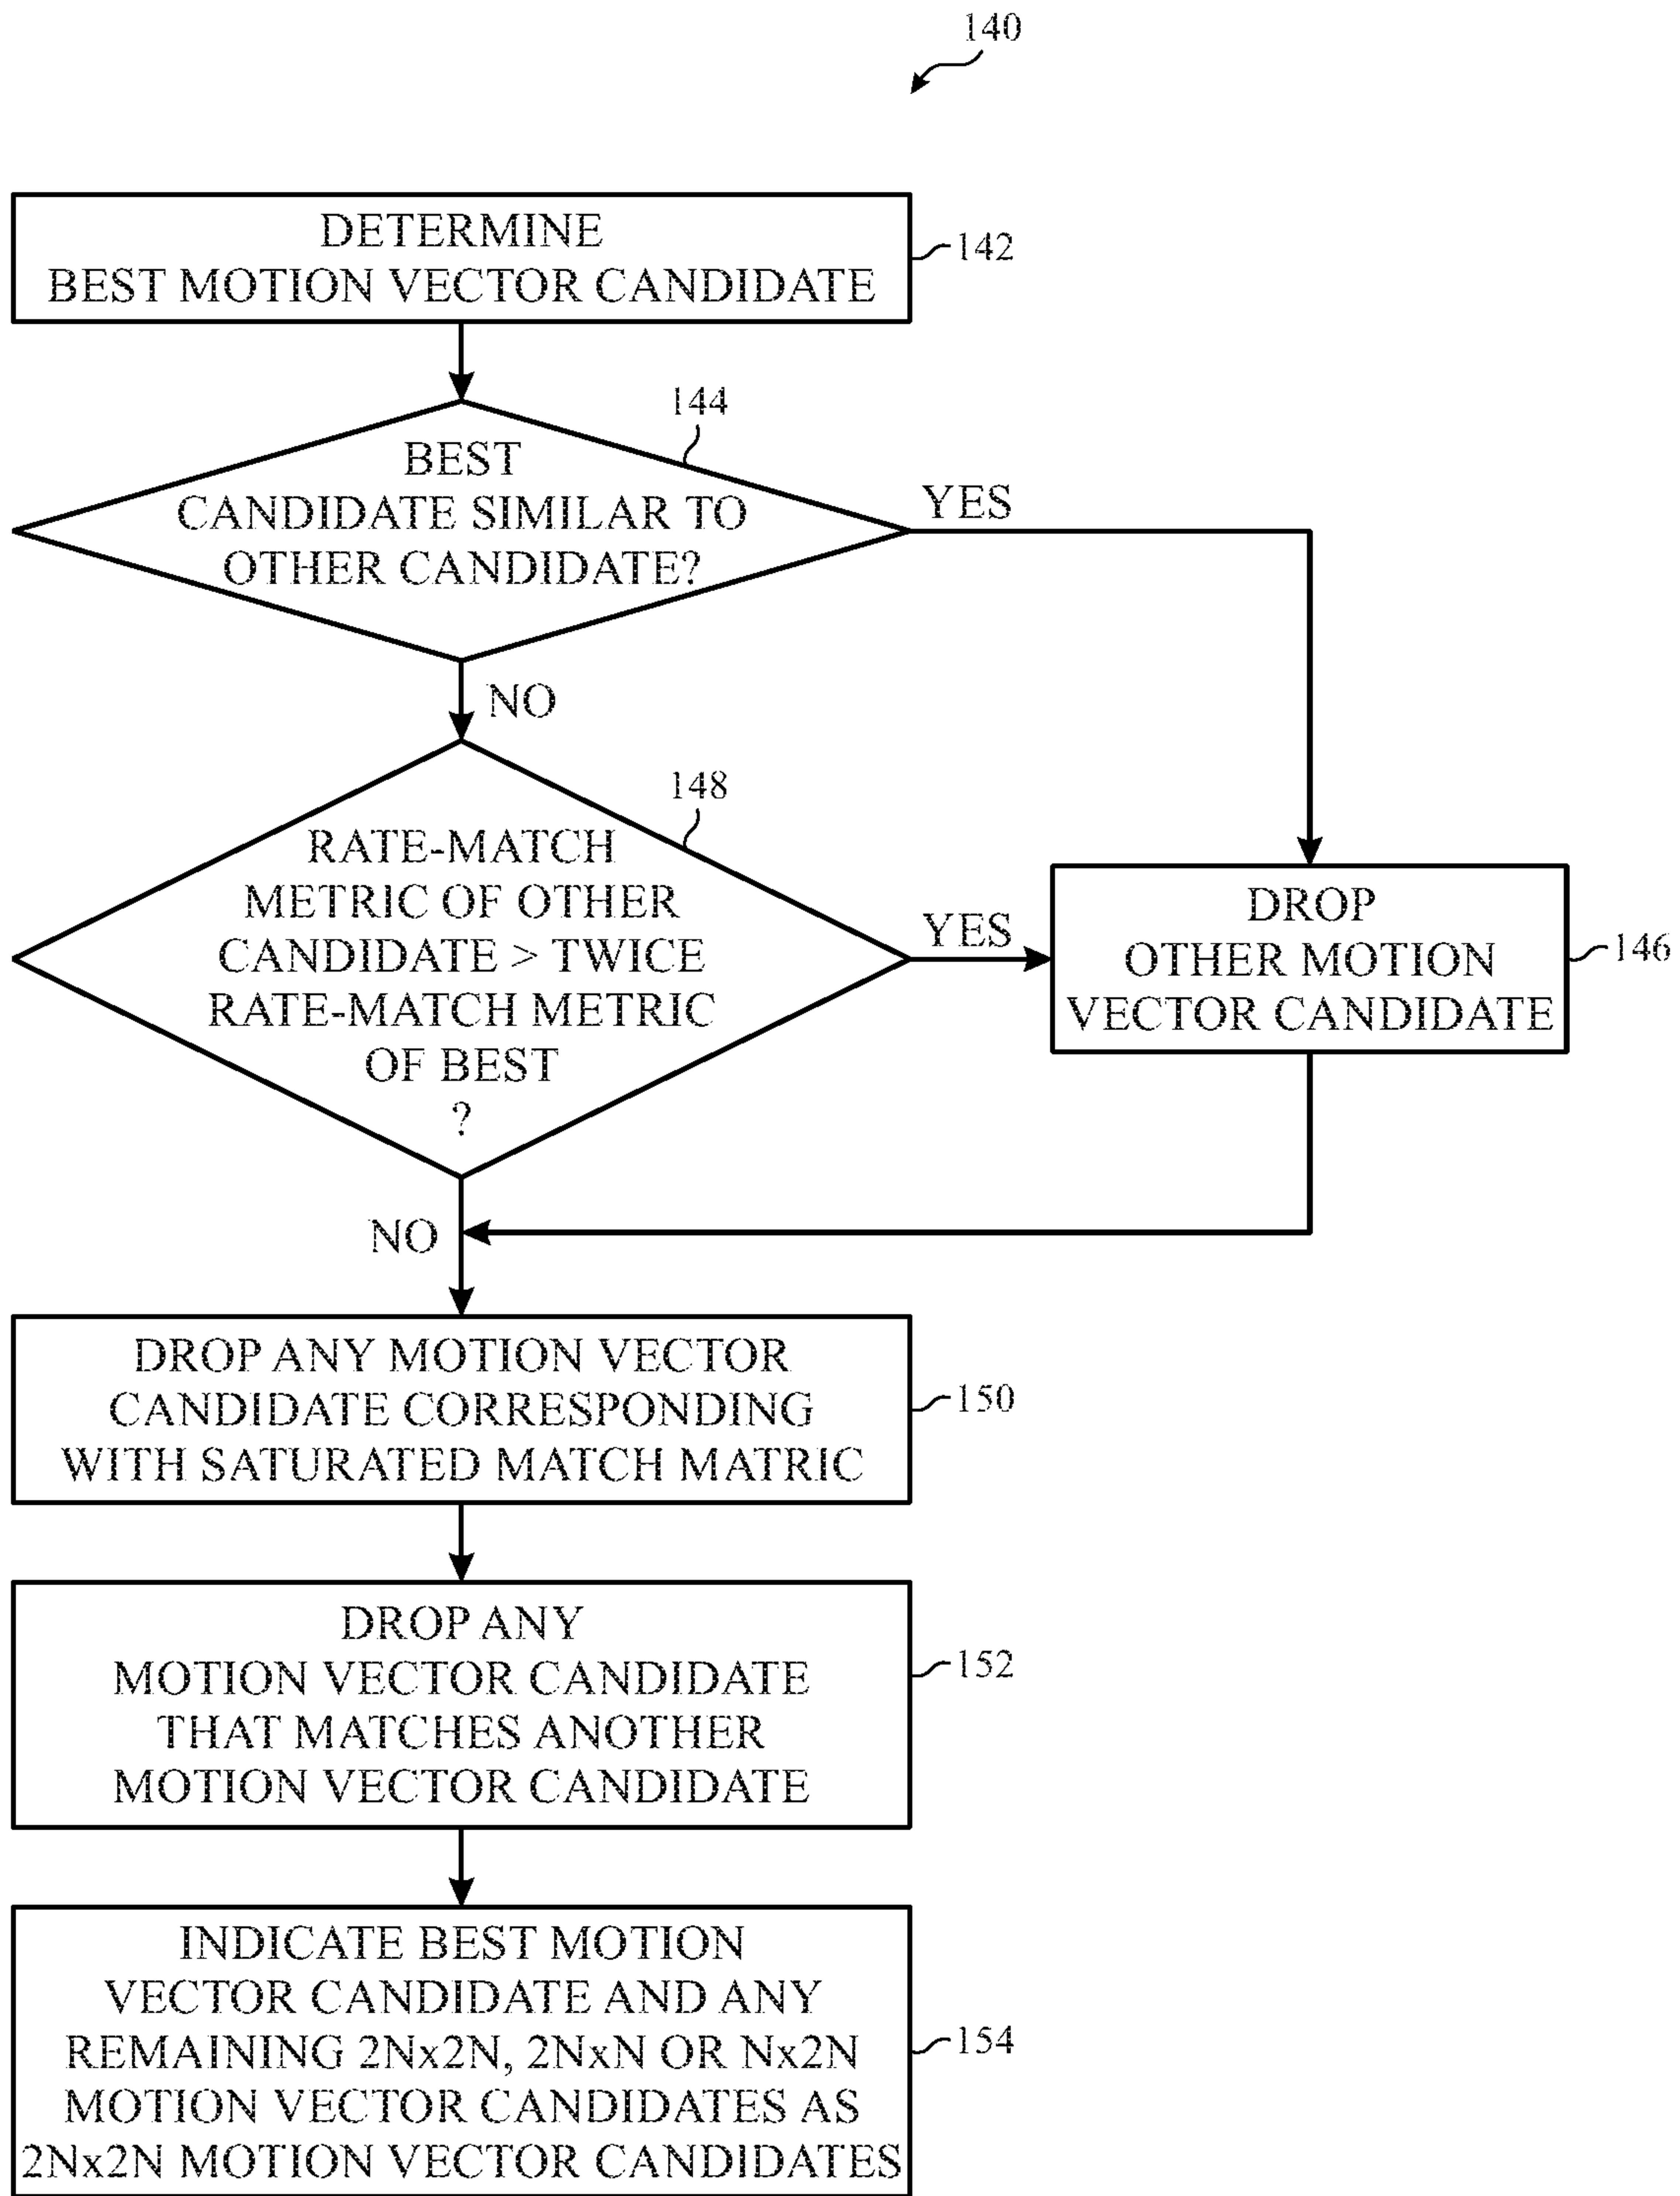 140
DETERMINE
BEST MOTION VECTOR CANDIDATE
142
144
BEST
CANDIDATE SIMILAR TO
OTHER CANDIDATE?
YES
NO
148
RATE-MATCH
METRIC OF OTHER
CANDIDATE > TWICE
RATE-MATCH METRIC
OF BEST
?
YES
DROP
OTHER MOTION
VECTOR CANDIDATE
146
NO
DROP ANY MOTION VECTOR
CANDIDATE CORRESPONDING
WITH SATURATED MATCH MATRIC
150
DROP ANY
MOTION VECTOR CANDIDATE
THAT MATCHES ANOTHER
MOTION VECTOR CANDIDATE
152
INDICATE BEST MOTION
VECTOR CANDIDATE AND ANY
REMAINING 2Nx2N, 2NxN OR Nx2N
MOTION VECTOR CANDIDATES AS
2Nx2N MOTION VECTOR CANDIDATES
154